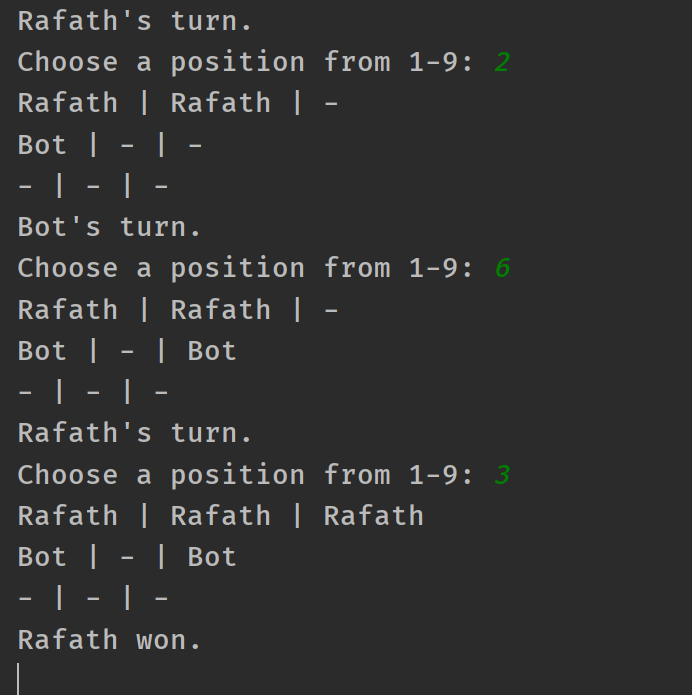 Rafath's turn.
Choose a position from 1-9: 2
Rafath | Rafath | -
Bot | - | -
- | - | -
Bot's turn.
Choose a position from 1-9: 6
Rafath | Rafath | -
Bot | - | Bot
- | - | -
Rafath's turn.
Choose a position from 1-9: 3
Rafath | Rafath | Rafath
Bot | - | Bot
- | - | -
Rafath won.